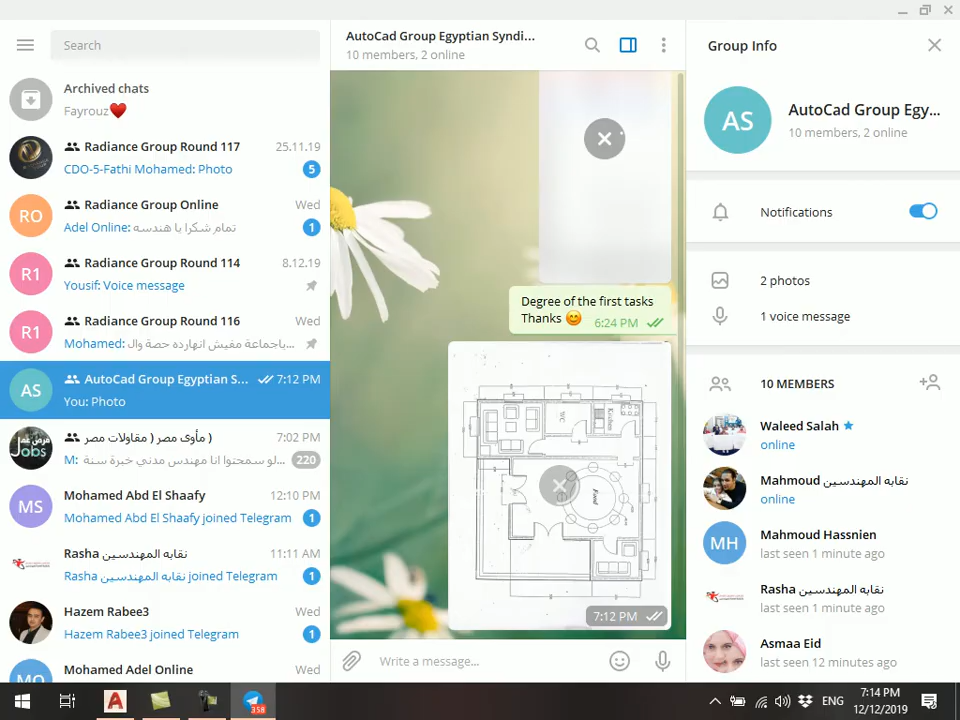 Search
Archived chats
Fayrouz❤️
Radiance Group Round 117
25.11.19
CDO-5-Fathi Mohamed: Photo
5
RO
Radiance Group Online
Wed
Adel Online: تمام شكرا با هندسه
1
R1
Radiance Group Round 114
8.12.19
Yousif: Voice message
R1
Radiance Group Round 116
Wed
Mohamed: باجماعة مفيش انهارده حصة وال...
AS
AutoCad Group Egyptian S...
7:12 PM
You: Photo
Jobs
مأوى مصر ( مقاولات مصر )
7:02 PM
M: لو سمحتوا انا مهندس مدني خبرة سنة...
220
MS
Mohamed Abd El Shaafy
12:10 PM
Mohamed Abd El Shaafy joined Telegram
1
Rasha نقابه المهندسين
11:11 AM
Rasha نقابه المهندسين joined Telegram
1
Hazem Rabee3
Wed
Hazem Rabee3 joined Telegram
1
MO
Mohamed Adel Online
Wed
AutoCad Group Egyptian Syndi...
10 members, 2 online
Degree of the first tasks
Thanks 😊
6:24 PM
WC
Kitchen
7:12 PM
Write a message...
Group Info
AS
AutoCad Group Egy...
10 members, 2 online
Notifications
2 photos
1 voice message
10 MEMBERS
Waleed Salah
online
Mahmoud نقابه المهندسين
online
MH
Mahmoud Hassnien
last seen 1 minute ago
Rasha نقابه المهندسين
last seen 1 minute ago
Asmaa Eid
last seen 12 minutes ago
A
358
ENG
7:14 PM
12/12/2019